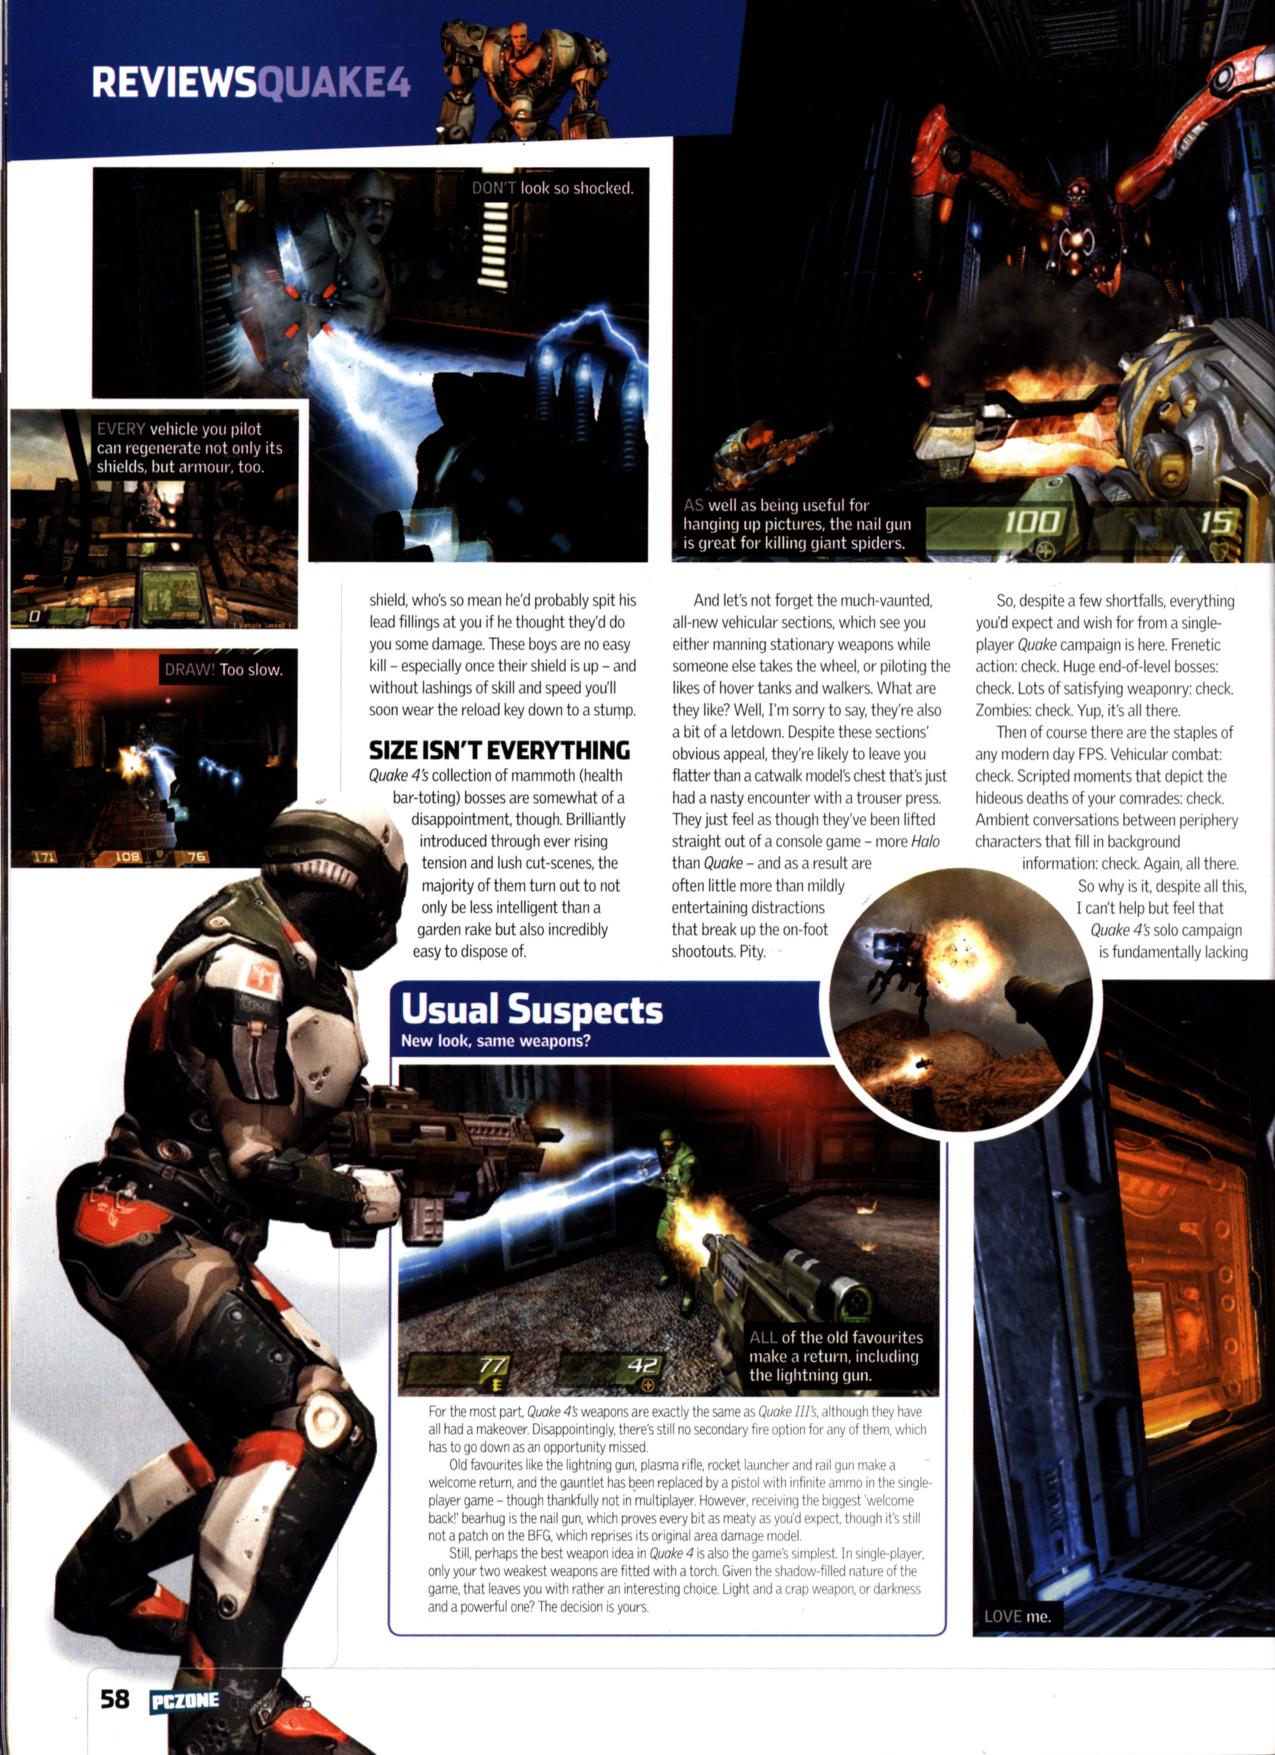 REVIEWSQUAKE4
DON'T look so shocked.
EVERY vehicle you pilot
can regenerate not only its
shields, but armour, too.
0
DRAW! Too slow.
171 108 76
AS well as being useful for
hanging up pictures, the nail gun
is great for killing giant spiders.
100 15
shield, who's so mean he'd probably spit his
lead fillings at you if he thought they'd do
you some damage. These boys are no easy
kill – especially once their shield is up – and
without lashings of skill and speed you'll
soon wear the reload key down to a stump.
SIZE ISN'T EVERYTHING
Quake 4's collection of mammoth (health
bar-toting) bosses are somewhat of a
disappointment, though. Brilliantly
introduced through ever rising
tension and lush cut-scenes, the
majority of them turn out to not
only be less intelligent than a
garden rake but also incredibly
easy to dispose of.
And let's not forget the much-vaunted,
all-new vehicular sections, which see you
either manning stationary weapons while
someone else takes the wheel, or piloting the
likes of hover tanks and walkers. What are
they like? Well, I'm sorry to say, they're also
a bit of a letdown. Despite these sections'
obvious appeal, they're likely to leave you
flatter than a catwalk model's chest that's just
had a nasty encounter with a trouser press.
They just feel as though they've been lifted
straight out of a console game – more Halo
than Quake – and as a result are
often little more than mildly
entertaining distractions
that break up the on-foot
shootouts. Pity.
So, despite a few shortfalls, everything
you'd expect and wish for from a single-
player Quake campaign is here. Frenetic
action: check. Huge end-of-level bosses:
check. Lots of satisfying weaponry: check.
Zombies: check. Yup, it's all there.
Then of course there are the staples of
any modern day FPS. Vehicular combat:
check. Scripted moments that depict the
hideous deaths of your comrades: check.
Ambient conversations between periphery
characters that fill in background
information: check. Again, all there.
So why is it, despite all this,
I can't help but feel that
Quake 4's solo campaign
is fundamentally lacking
Usual Suspects
New look, same weapons?
77 42
ALL of the old favourites
make a return, including
the lightning gun.
For the most part, Quake 4's weapons are exactly the same as Quake III's, although they have
all had a makeover. Disappointingly, there's still no secondary fire option for any of them, which
has to go down as an opportunity missed.
Old favourites like the lightning gun, plasma rifle, rocket launcher and rail gun make a
welcome return, and the gauntlet has been replaced by a pistol with infinite ammo in the single-
player game – though thankfully not in multiplayer. However, receiving the biggest 'welcome
back!' bearhug is the nail gun, which proves every bit as meaty as you'd expect, though it's still
not a patch on the BFG, which reprises its original area damage model.
Still, perhaps the best weapon idea in Quake 4 is also the game's simplest. In single-player,
only your two weakest weapons are fitted with a torch. Given the shadow-filled nature of the
game, that leaves you with rather an interesting choice. Light and a crap weapon, or darkness
and a powerful one? The decision is yours.
LOVE me.
58 PCZONE